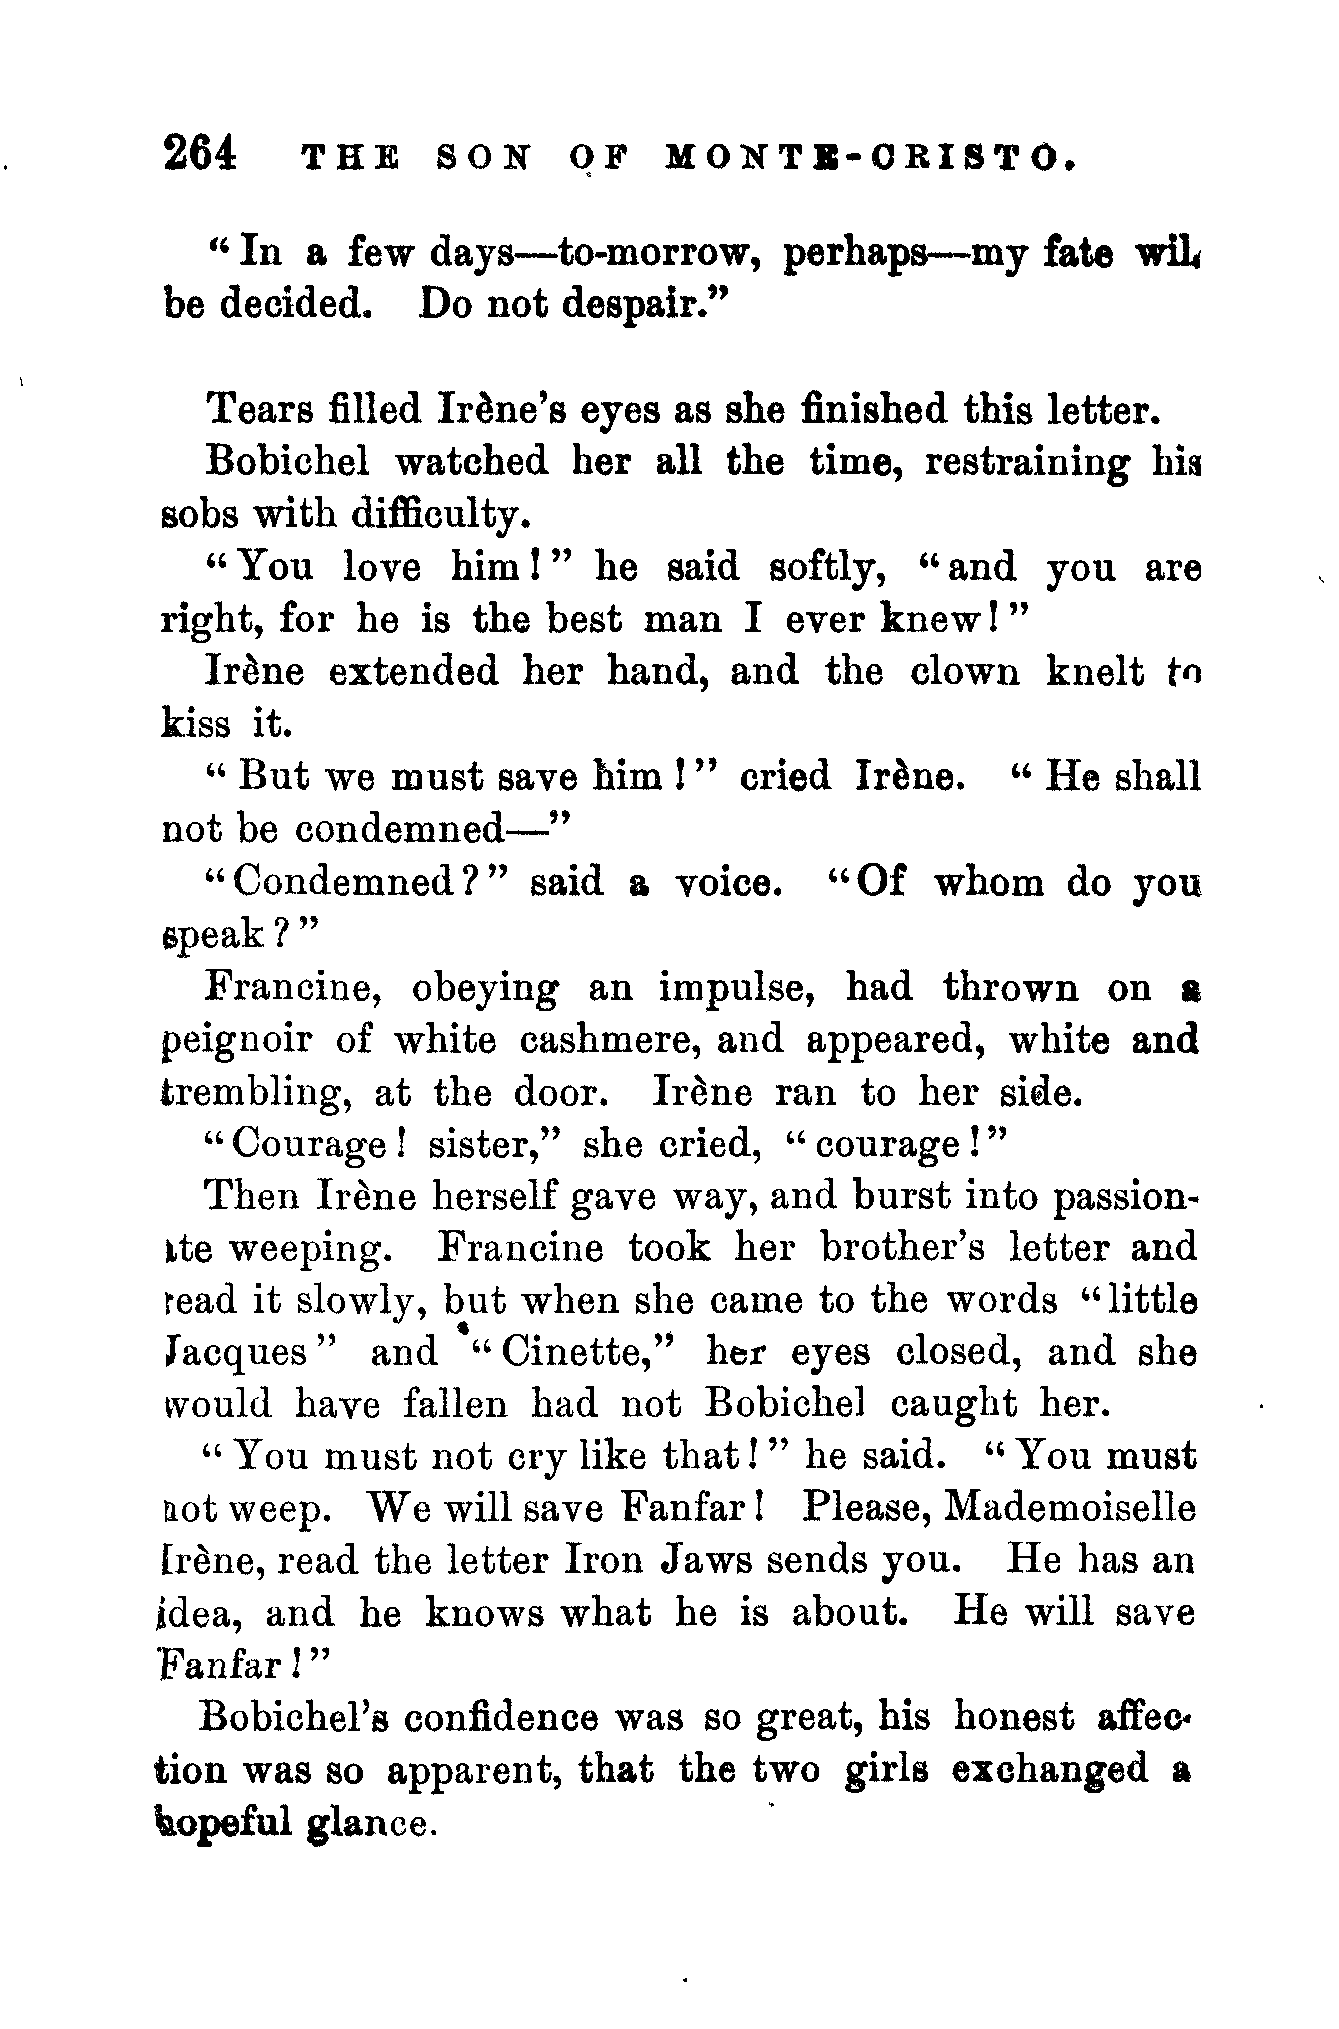 264 THE SON OF MONTE-CRISTO.
“In a few days—to-morrow, perhaps—my fate will
be decided. Do not despair.”
Tears filled Irène’s eyes as she finished this letter.
Bobichel watched her all the time, restraining his
sobs with difficulty.
“You love him!” he said softly, “and you are
right, for he is the best man I ever knew!”
Irène extended her hand, and the clown knelt to
kiss it.
“But we must save him!” cried Irène. “He shall
not be condemned—”
“Condemned?” said a voice. “Of whom do you
speak?”
Francine, obeying an impulse, had thrown on a
peignoir of white cashmere, and appeared, white and
trembling, at the door. Irène ran to her side.
“Courage! sister,” she cried, “courage!”
Then Irène herself gave way, and burst into passion-
ate weeping. Francine took her brother’s letter and
read it slowly, but when she came to the words “little
Jacques” and “Cinette,” her eyes closed, and she
would have fallen had not Bobichel caught her.
“You must not cry like that!” he said. “You must
not weep. We will save Fanfar! Please, Mademoiselle
Irène, read the letter Iron Jaws sends you. He has an
idea, and he knows what he is about. He will save
Fanfar!”
Bobichel’s confidence was so great, his honest affec-
tion was so apparent, that the two girls exchanged a
hopeful glance.